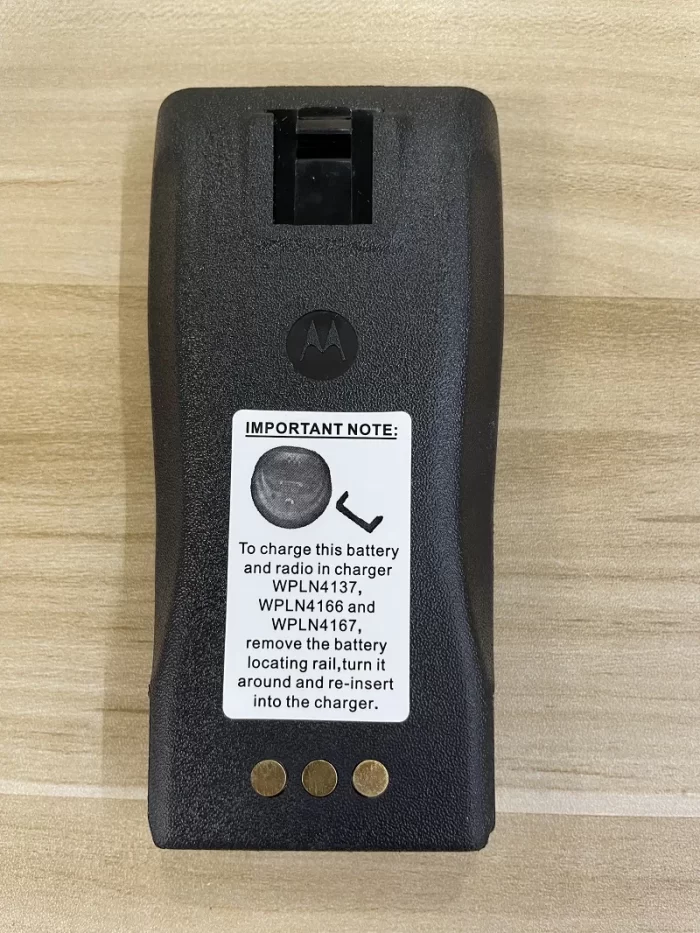 IMPORTANT NOTE:
To charge this battery
and radio in charger
WPLN4137,
WPLN4166 and
WPLN4167,
remove the battery
locating rail,turn it
around and re-insert
into the charger.